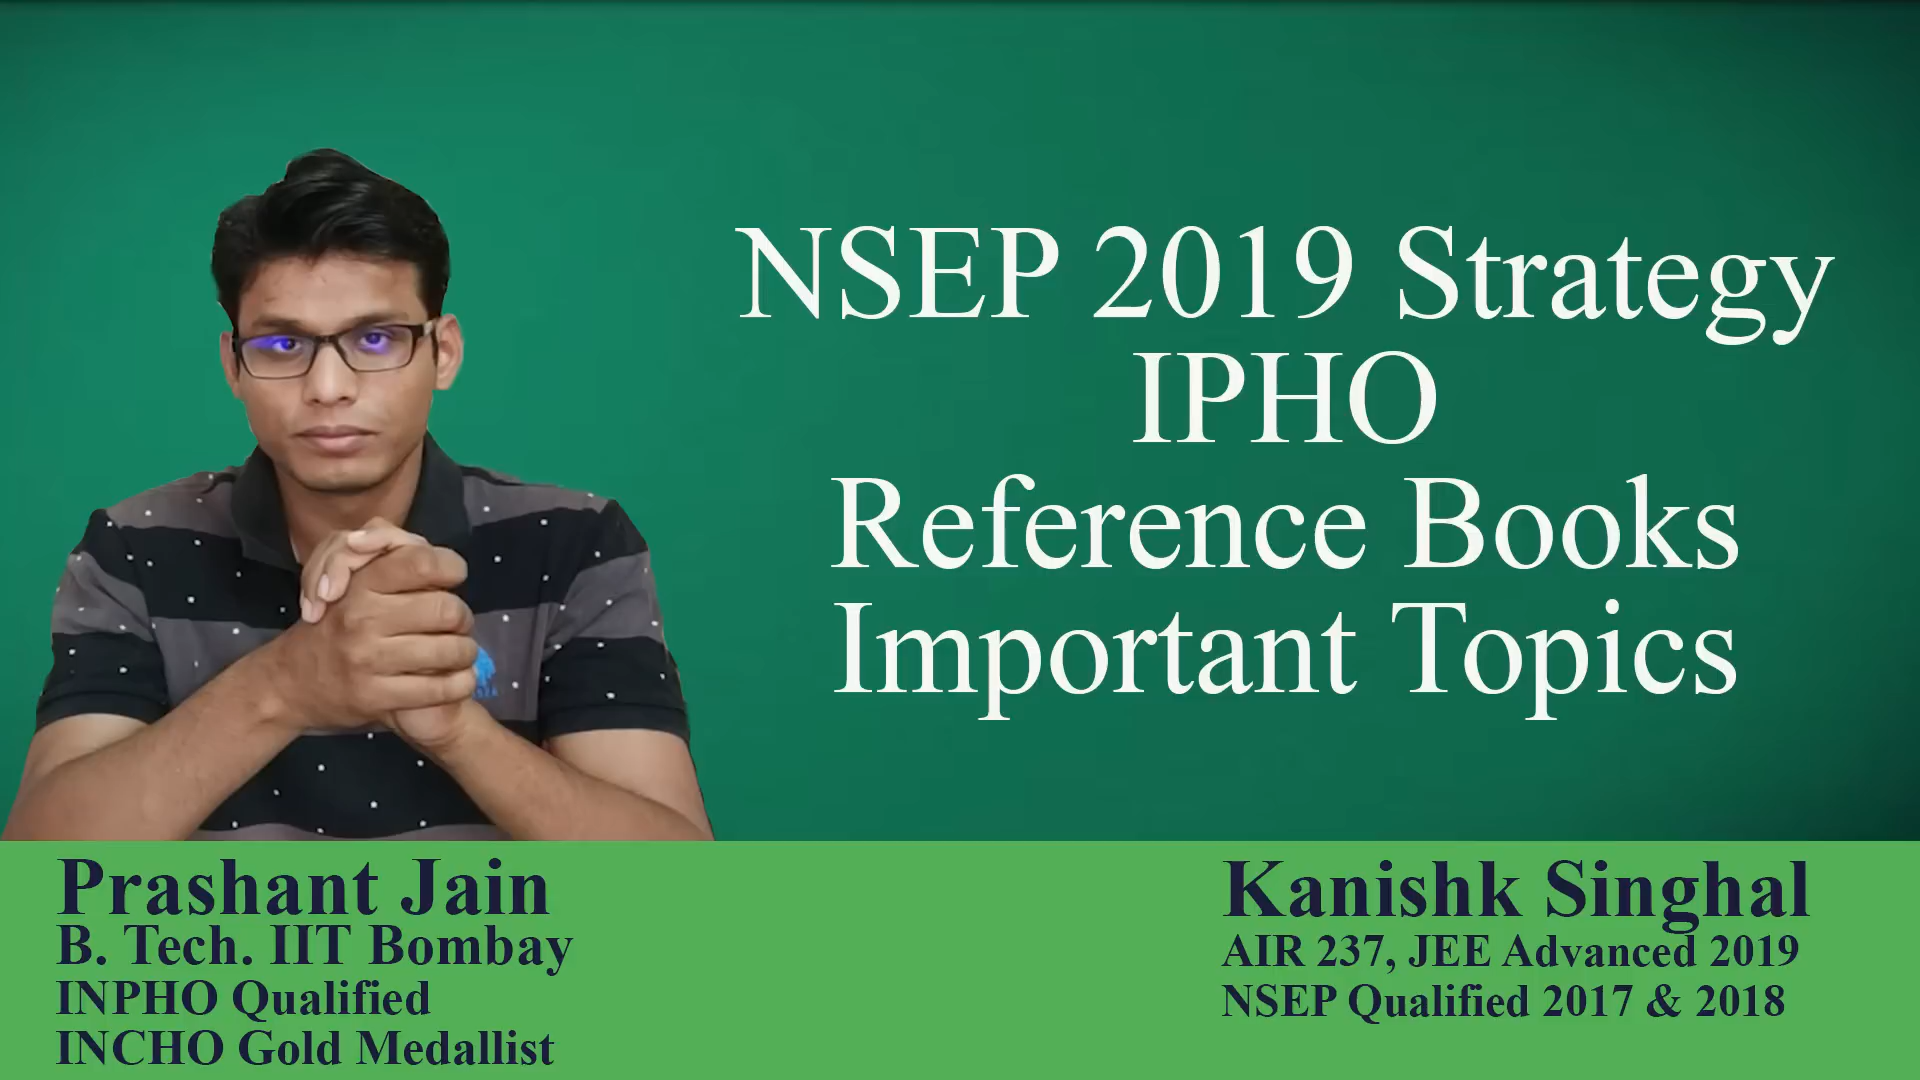 NSEP 2019 Strategy
IPHO
Reference Books
Important Topics
Prashant Jain
B. Tech. IIT Bombay
INPHO Qualified
INCHO Gold Medallist
Kanishk Singhal
AIR 237, JEE Advanced 2019
NSEP Qualified 2017 & 2018